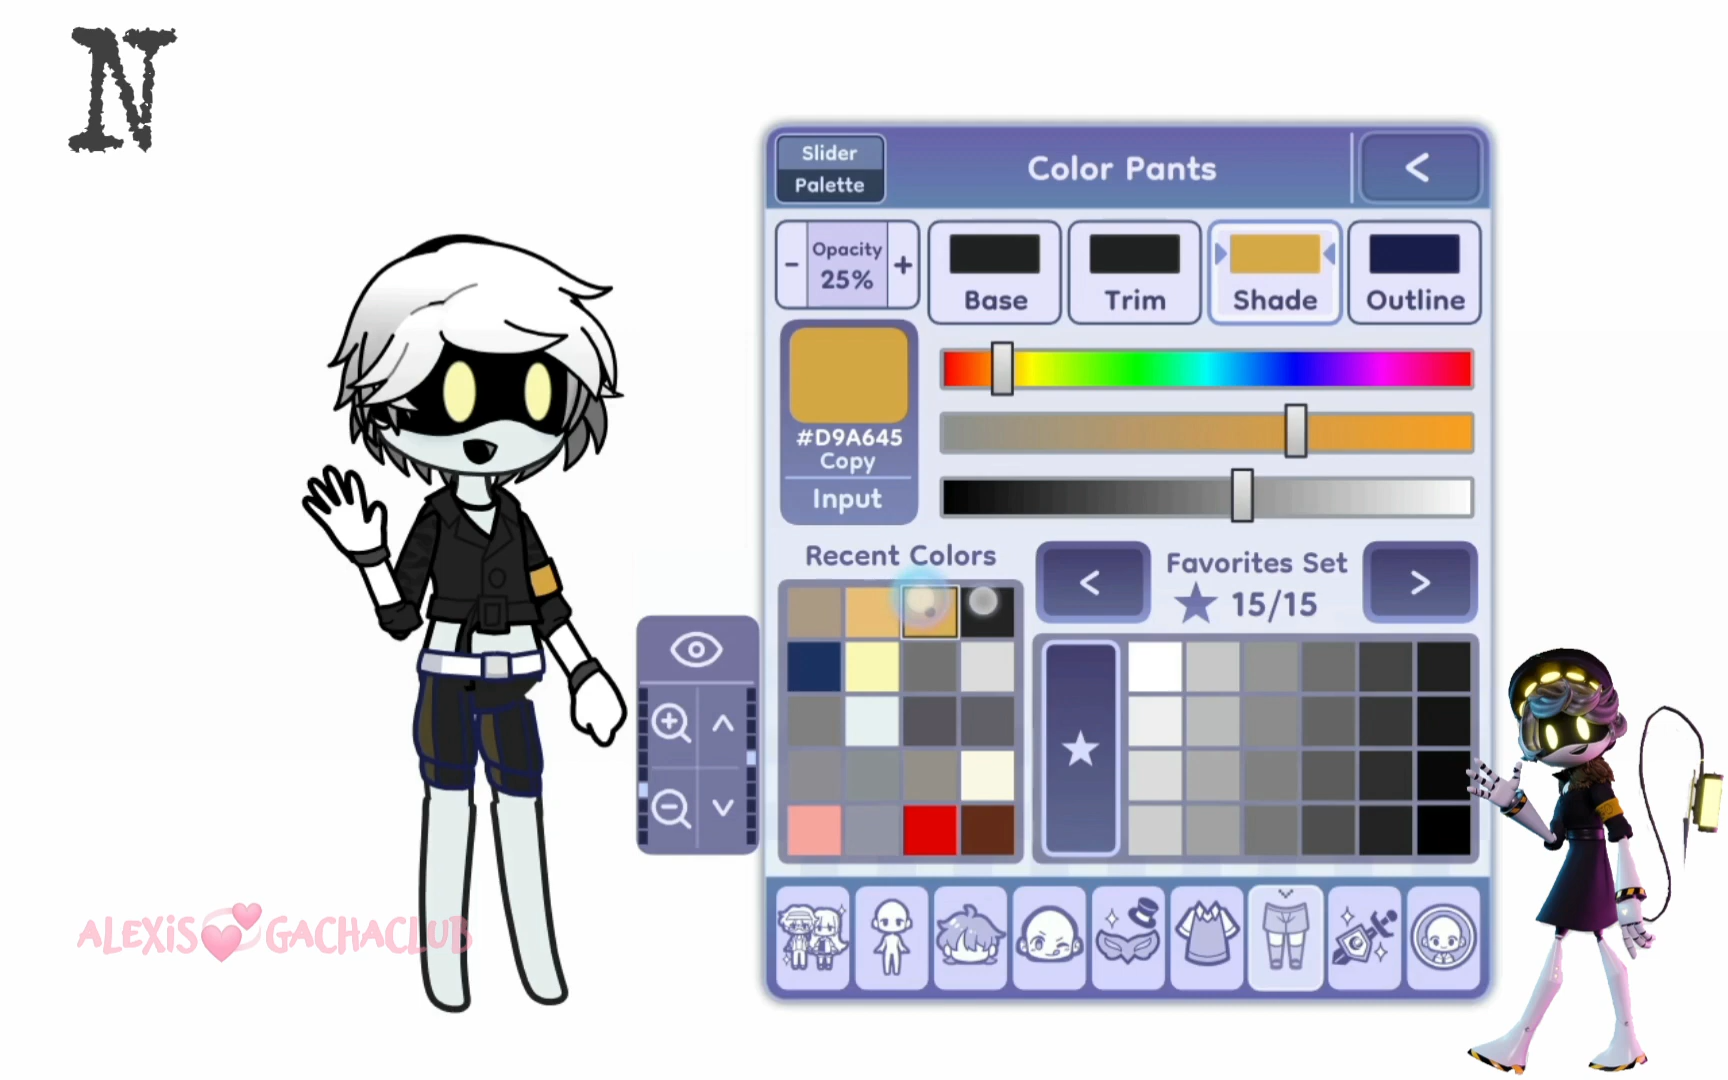 N
Slider
Palette
Color Pants
<
-
Opacity
25%
+
Base
Trim
Shade
Outline
#D9A645
Copy
Input
Recent Colors
<
Favorites Set
15/15
>
ALEXiS GACHACLUB